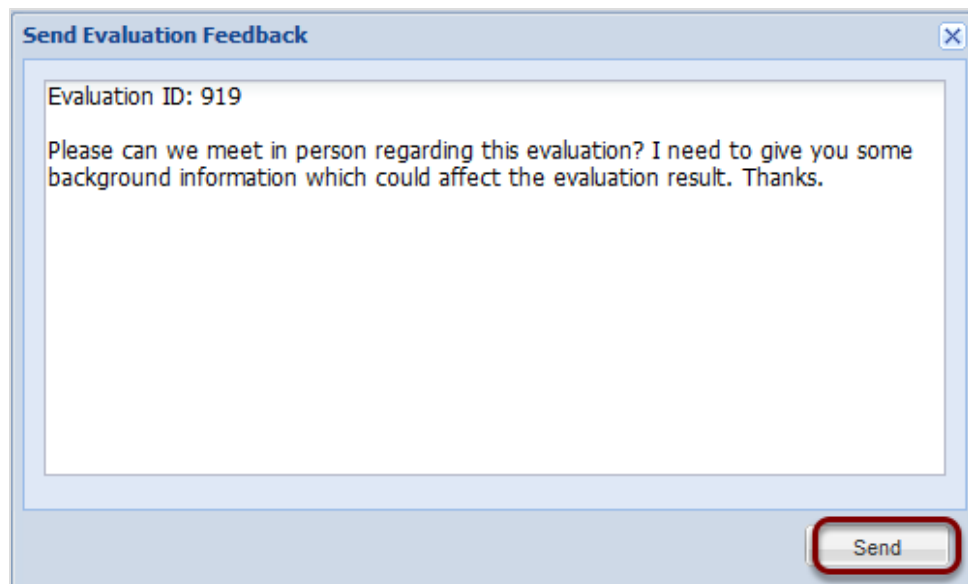 Send Evaluation Feedback
Evaluation ID: 919
Please can we meet in person regarding this evaluation? I need to give you some
background information which could affect the evaluation result. Thanks.
Send